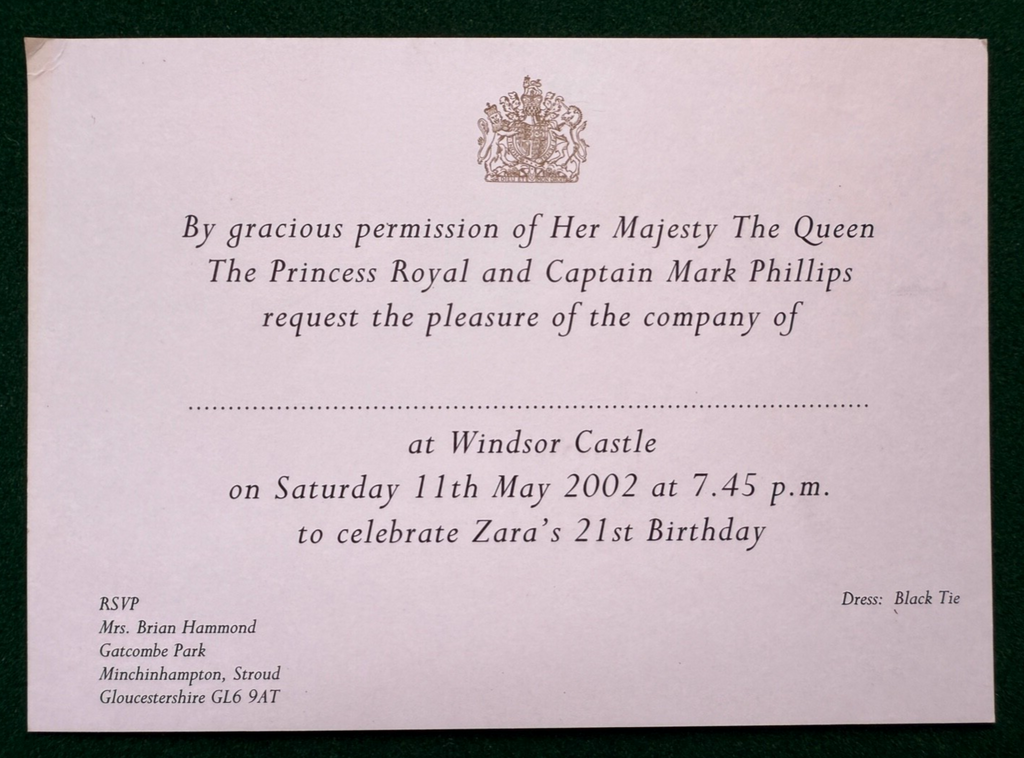 By gracious permission of Her Majesty The Queen
The Princess Royal and Captain Mark Phillips
request the pleasure of the company of
at Windsor Castle
on Saturday 11th May 2002 at 7.45 p.m.
to celebrate Zara's 21st Birthday
RSVP
Mrs. Brian Hammond
Gatcombe Park
Minchinhampton, Stroud
Gloucestershire GL6 9AT
Dress: Black Tie